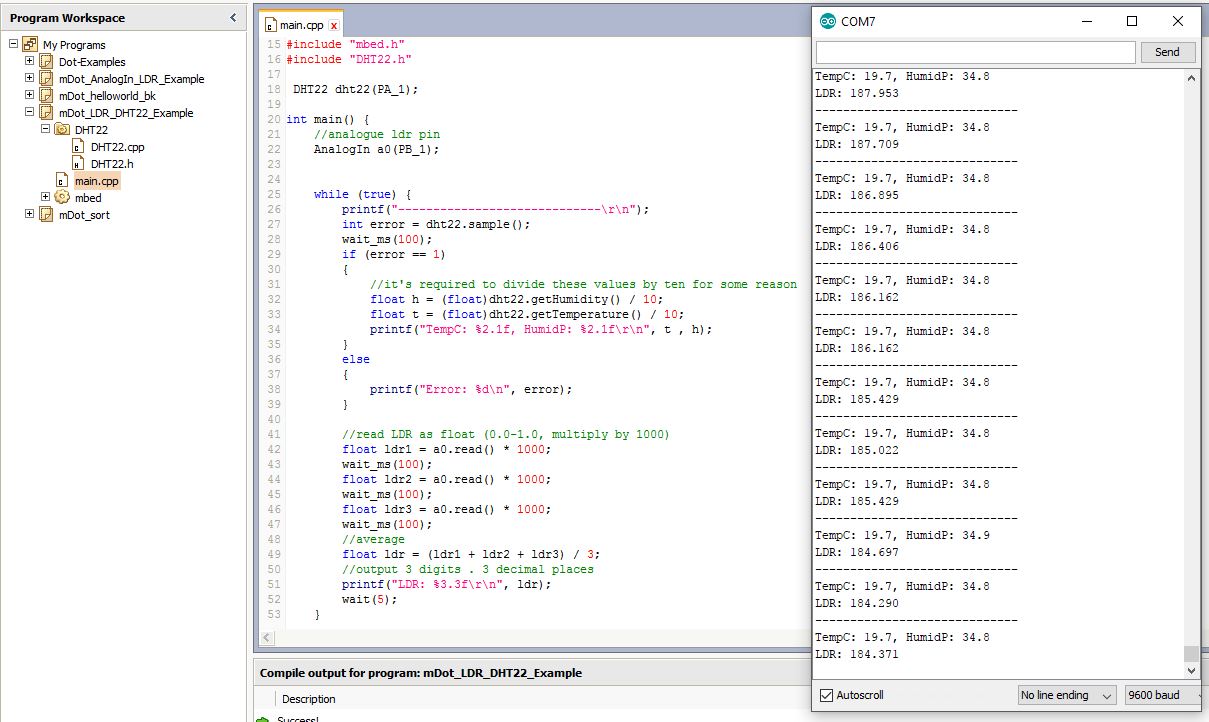 Program Workspace
My Programs
Dot-Examples
mDot_AnalogIn_LDR_Example
mDot_helloworld_bk
mDot_LDR_DHT22_Example
DHT22
DHT22.cpp
DHT22.h
main.cpp
mbed
mDot_sort
main.cpp x
15 #include "mbed.h"
16 #include "DHT22.h"
17
18 DHT22 dht22(PA_1);
19
20 int main() {
21 //analogue ldr pin
22 AnalogIn a0(PB_1);
23
24
25 while (true) {
26 printf("-----------------------------\r\n");
27 int error = dht22.sample();
28 wait_ms(100);
29 if (error == 1)
30 {
31 //it's required to divide these values by ten for some reason
32 float h = (float)dht22.getHumidity() / 10;
33 float t = (float)dht22.getTemperature() / 10;
34 printf("TempC: %2.1f, HumidP: %2.1f\r\n", t , h);
35 }
36 else
37 {
38 printf("Error: %d\n", error);
39 }
40
41 //read LDR as float (0.0-1.0, multiply by 1000)
42 float ldr1 = a0.read() * 1000;
43 wait_ms(100);
44 float ldr2 = a0.read() * 1000;
45 wait_ms(100);
46 float ldr3 = a0.read() * 1000;
47 wait_ms(100);
48 //average
49 float ldr = (ldr1 + ldr2 + ldr3) / 3;
50 //output 3 digits . 3 decimal places
51 printf("LDR: %3.3f\r\n", ldr);
52 wait(5);
53 }
Compile output for program: mDot_LDR_DHT22_Example
Description
Success!
COM7
Send
TempC: 19.7, HumidP: 34.8
LDR: 187.953
-----------------------------
TempC: 19.7, HumidP: 34.8
LDR: 187.709
-----------------------------
TempC: 19.7, HumidP: 34.8
LDR: 186.895
-----------------------------
TempC: 19.7, HumidP: 34.8
LDR: 186.406
-----------------------------
TempC: 19.7, HumidP: 34.8
LDR: 186.162
-----------------------------
TempC: 19.7, HumidP: 34.8
LDR: 186.162
-----------------------------
TempC: 19.7, HumidP: 34.8
LDR: 185.429
-----------------------------
TempC: 19.7, HumidP: 34.8
LDR: 185.022
-----------------------------
TempC: 19.7, HumidP: 34.8
LDR: 185.429
-----------------------------
TempC: 19.7, HumidP: 34.9
LDR: 184.697
-----------------------------
TempC: 19.7, HumidP: 34.8
LDR: 184.290
-----------------------------
TempC: 19.7, HumidP: 34.8
LDR: 184.371
Autoscroll
No line ending
9600 baud